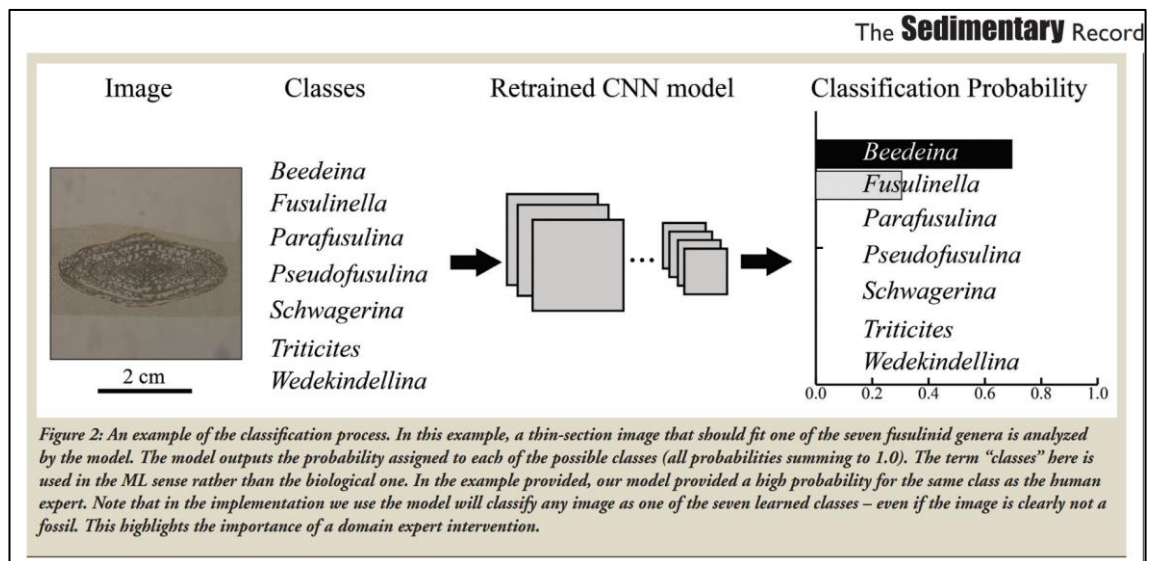 The Sedimentary Record
Image
Classes
Retrained CNN model
Classification Probability
Beedeina
Fusulinella
Parafusulina
Pseudofusulina
Schwagerina
Triticites
Wedekindellina
2 cm
...
Beedeina
Fusulinella
Parafusulina
Pseudofusulina
Schwagerina
Triticites
Wedekindellina
0.0 0.2 0.4 0.6 0.8 1.0
Figure 2: An example of the classification process. In this example, a thin-section image that should fit one of the seven fusulinid genera is analyzed
by the model. The model outputs the probability assigned to each of the possible classes (all probabilities summing to 1.0). The term “classes” here is
used in the ML sense rather than the biological one. In the example provided, our model provided a high probability for the same class as the human
expert. Note that in the implementation we use the model will classify any image as one of the seven learned classes – even if the image is clearly not a
fossil. This highlights the importance of a domain expert intervention.